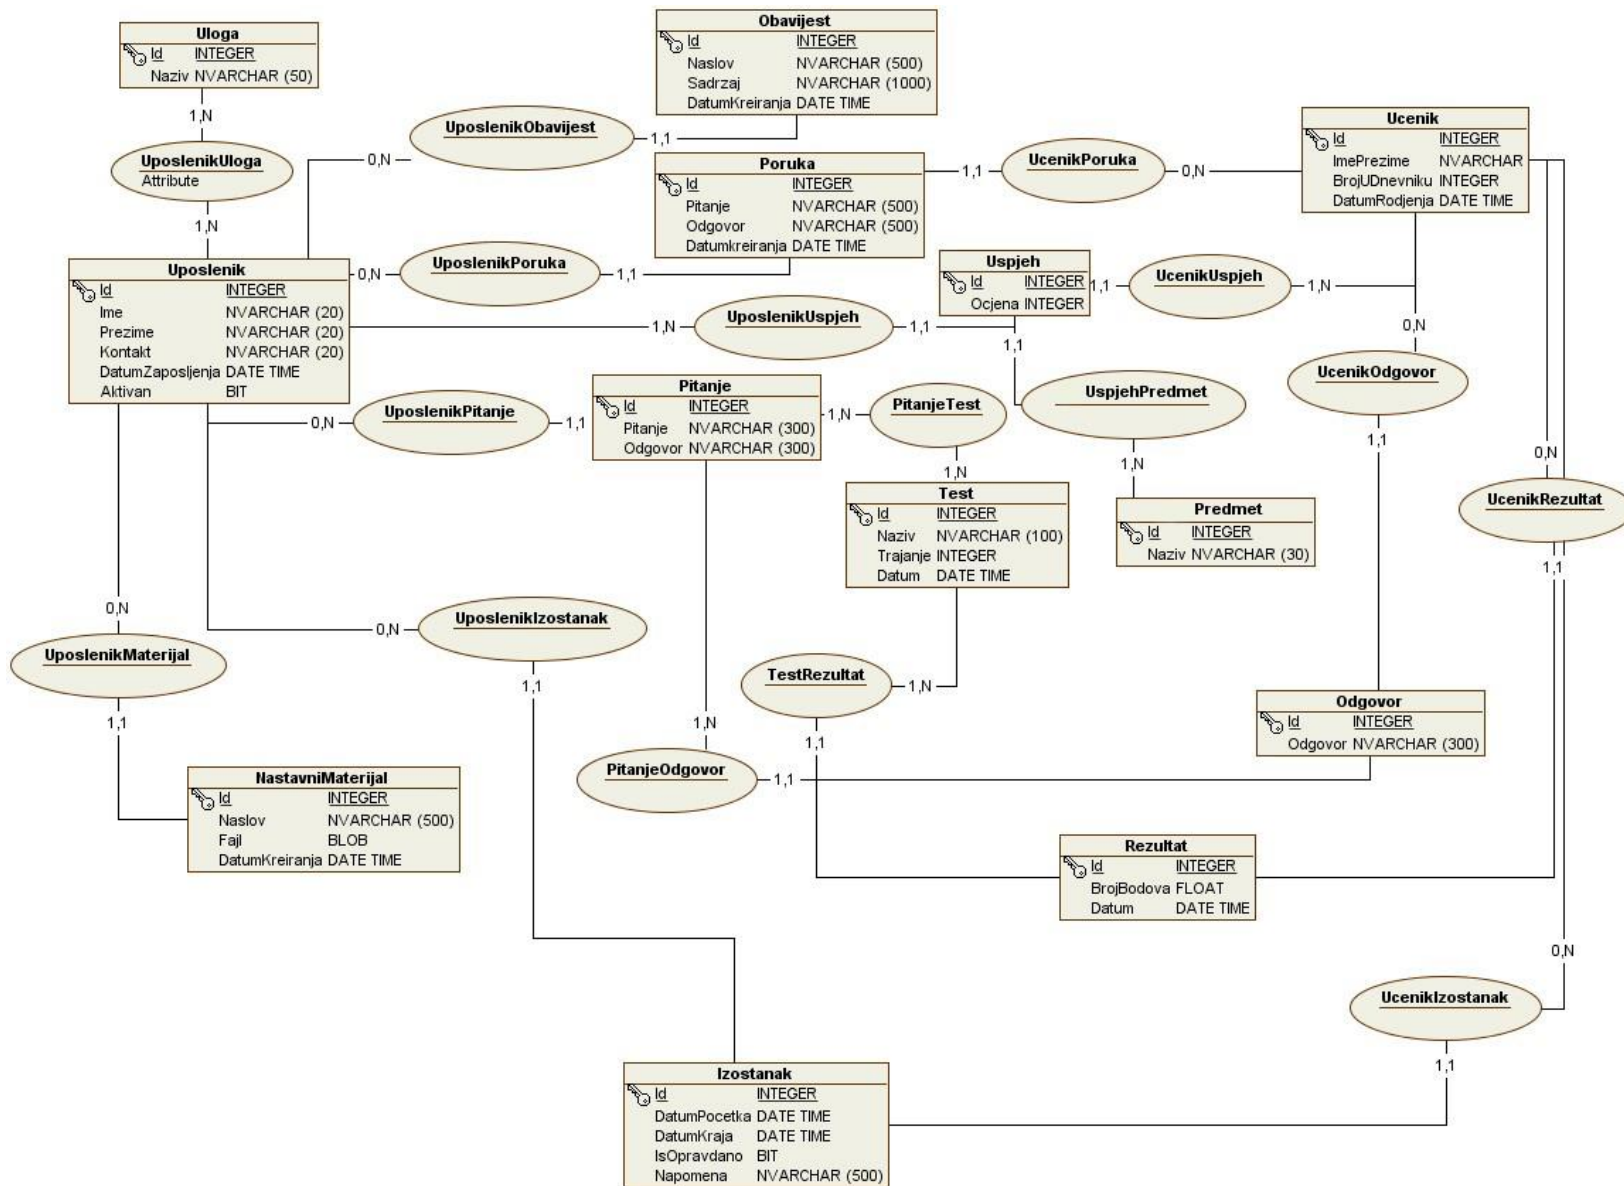 Uloga
Id INTEGER
Naziv NVARCHAR (50)
1,N
UposlenikUloga
Attribute
1,N
Obavijest
Id INTEGER
Naslov NVARCHAR (500)
Sadrzaj NVARCHAR (1000)
DatumKreiranja DATE TIME
UposlenikObavijest
1,1
0,N
Poruka
Id INTEGER
Pitanje NVARCHAR (500)
Odgovor NVARCHAR (500)
Datumkreiranja DATE TIME
1,1
UcenikPoruka
0,N
Ucenik
Id INTEGER
ImePrezime NVARCHAR
BrojUDnevniku INTEGER
DatumRodjenja DATE TIME
Uposlenik
Id INTEGER
Ime NVARCHAR (20)
Prezime NVARCHAR (20)
Kontakt NVARCHAR (20)
DatumZaposljenja DATE TIME
Aktivan BIT
0,N
UposlenikPoruka
1,1
Uspjeh
Id INTEGER
Ocjena INTEGER
1,1
UcenikUspjeh
1,N
1,N
UposlenikUspjeh
1,1
1,1
0,N
UcenikOdgovor
1,1
0,N
UposlenikPitanje
1,1
Pitanje
Id INTEGER
Pitanje NVARCHAR (300)
Odgovor NVARCHAR (300)
1,N
PitanjeTest
1,N
UspjehPredmet
1,N
0,N
UcenikRezultat
1,1
Test
Id INTEGER
Naziv NVARCHAR (100)
Trajanje INTEGER
Datum DATE TIME
Predmet
Id INTEGER
Naziv NVARCHAR (30)
0,N
UposlenikMaterijal
1,1
0,N
UposlenikIzostanak
1,1
TestRezultat
1,N
1,1
1,N
PitanjeOdgovor
1,1
Odgovor
Id INTEGER
Odgovor NVARCHAR (300)
NastavniMaterijal
Id INTEGER
Naslov NVARCHAR (500)
Fajl BLOB
DatumKreiranja DATE TIME
Rezultat
Id INTEGER
BrojBodova FLOAT
Datum DATE TIME
0,N
UcenikIzostanak
1,1
Izostanak
Id INTEGER
DatumPocetka DATE TIME
DatumKraja DATE TIME
IsOpravdano BIT
Napomena NVARCHAR (500)